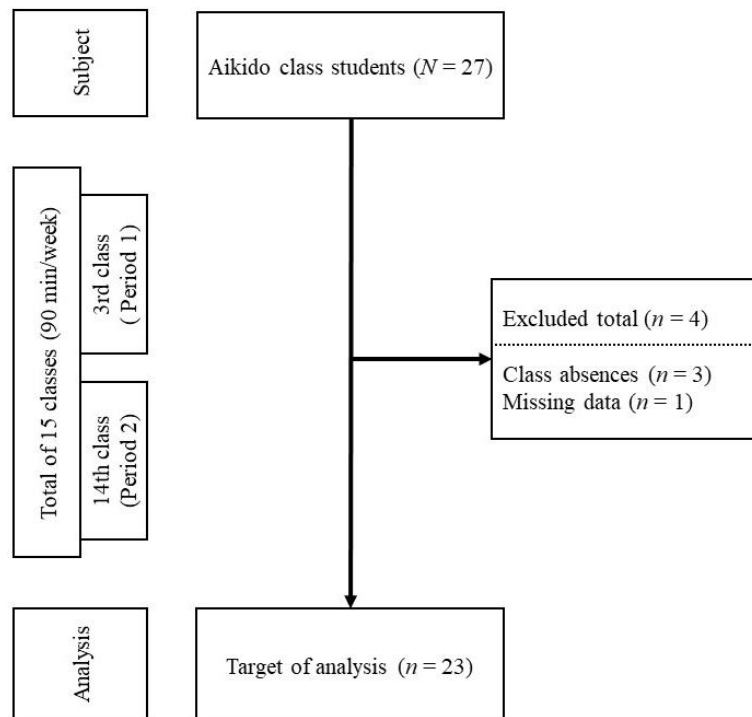 Subject
Aikido class students (N = 27)
Total of 15 classes (90 min/week)
3rd class
( Period 1)
14th class
(Period 2)
Excluded total (n = 4)
Class absences (n = 3)
Missing data (n = 1)
Analysis
Target of analysis (n = 23)